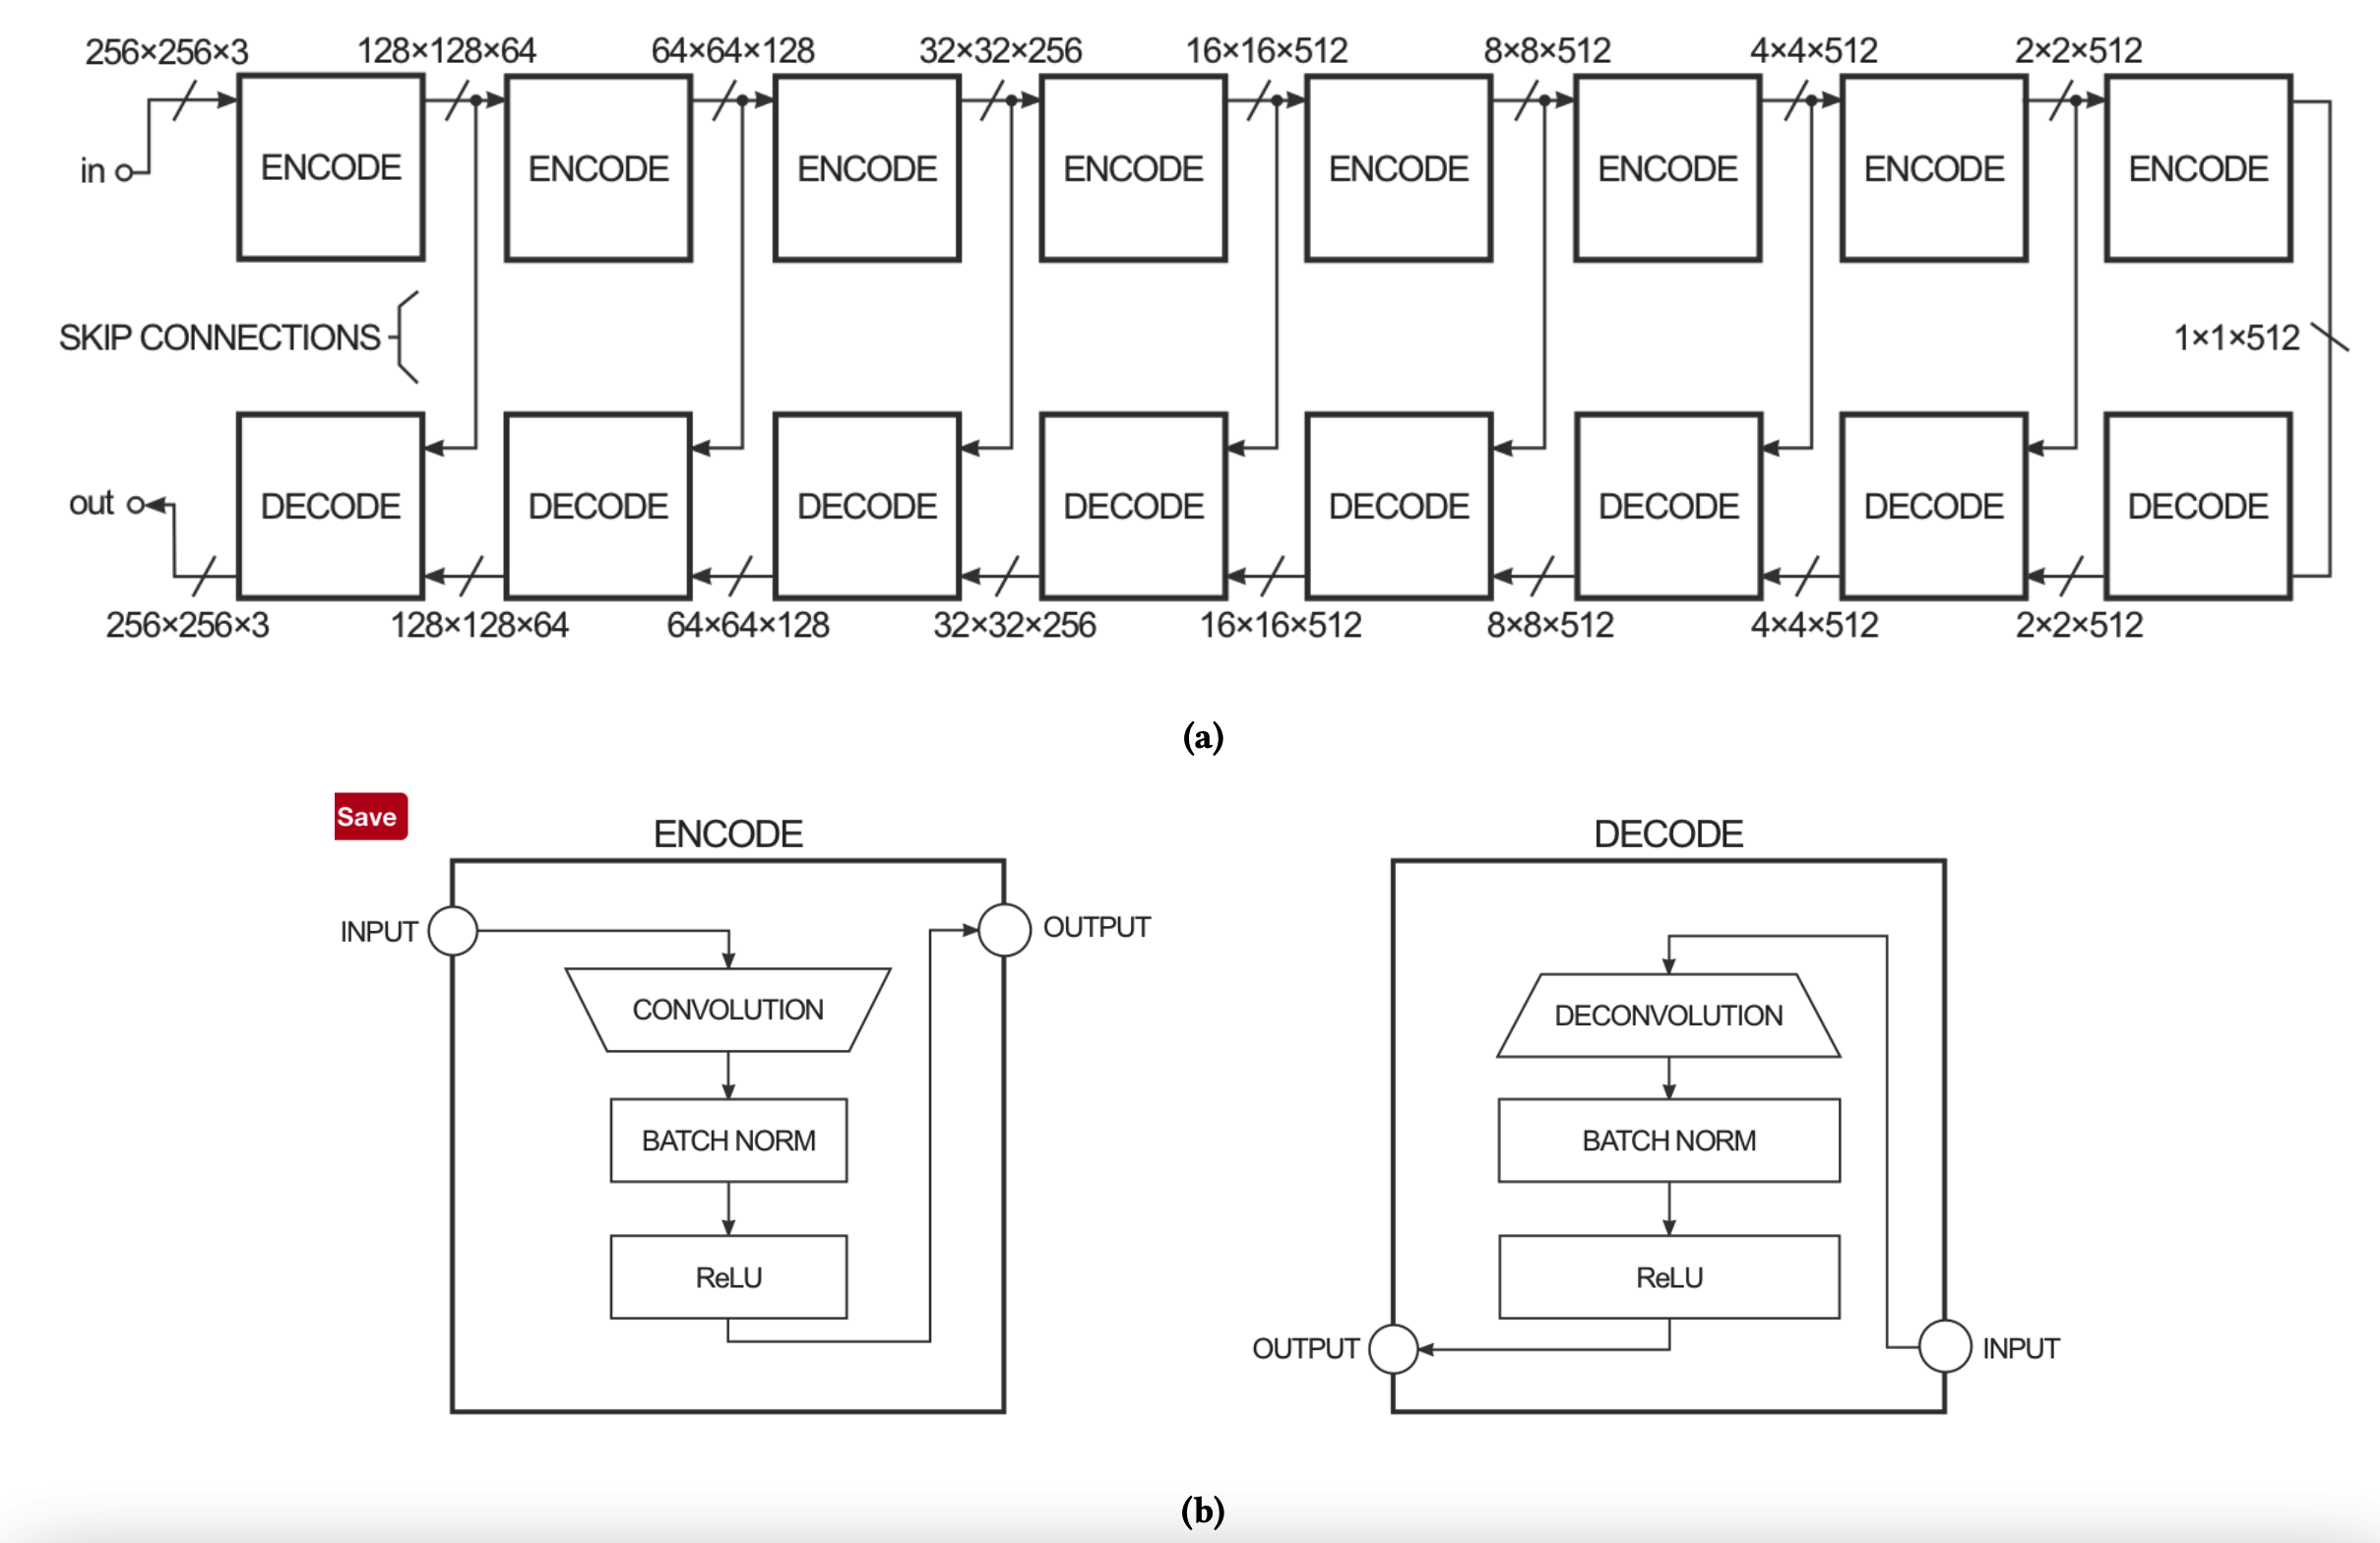 256×256×3 128×128×64 64×64×128 32×32×256 16×16×512 8×8×512 4×4×512 2×2×512
in
ENCODE ENCODE ENCODE ENCODE ENCODE ENCODE ENCODE ENCODE
SKIP CONNECTIONS
1×1×512
out
DECODE DECODE DECODE DECODE DECODE DECODE DECODE DECODE
256×256×3 128×128×64 64×64×128 32×32×256 16×16×512 8×8×512 4×4×512 2×2×512
(a)
Save
ENCODE
INPUT
OUTPUT
CONVOLUTION
BATCH NORM
ReLU
DECODE
DECONVOLUTION
BATCH NORM
ReLU
OUTPUT
INPUT
(b)